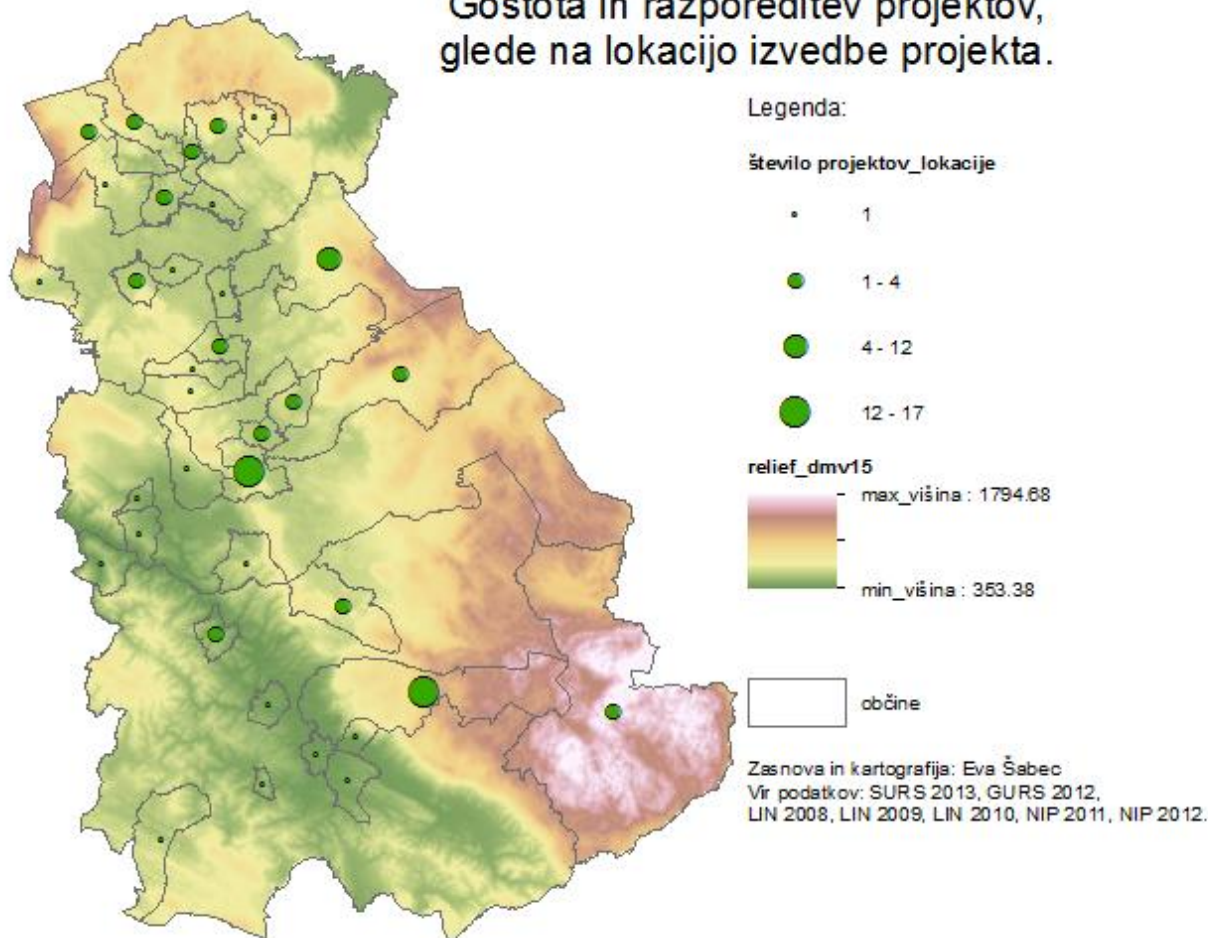 Gostota in razporeditev projektov,
glede na lokacijo izvedbe projekta.
Legenda:
število projektov_lokacije
1
1 - 4
4 - 12
12 - 17
relief_dmv15
max_višina : 1794.68
min_višina : 353.38
občine
Zasnova in kartografija: Eva Šabec
Vir podatkov: SURS 2013, GURS 2012,
LIN 2008, LIN 2009, LIN 2010, NIP 2011, NIP 2012.